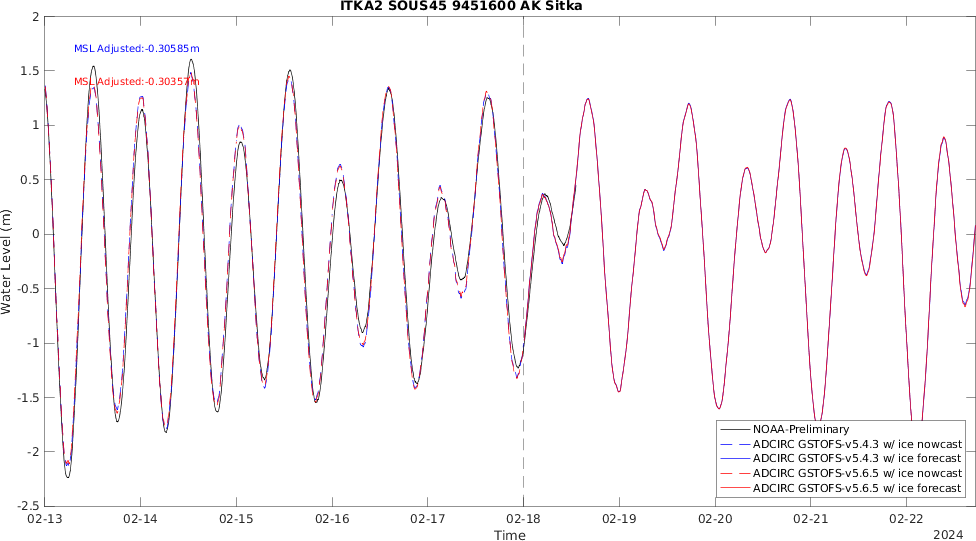 ITKA2 SOUS45 9451600 AK Sitka
MSL Adjusted:-0.30585m
MSL Adjusted:-0.30357m
Water Level (m)
2
1.5
1
0.5
0
-0.5
-1
-1.5
-2
-2.5
NOAA-Preliminary
ADCIRC GSTOFS-v5.4.3 w/ ice nowcast
ADCIRC GSTOFS-v5.4.3 w/ ice forecast
ADCIRC GSTOFS-v5.6.5 w/ ice nowcast
ADCIRC GSTOFS-v5.6.5 w/ ice forecast
02-13 02-14 02-15 02-16 02-17 02-18 02-19 02-20 02-21 02-22
Time
2024